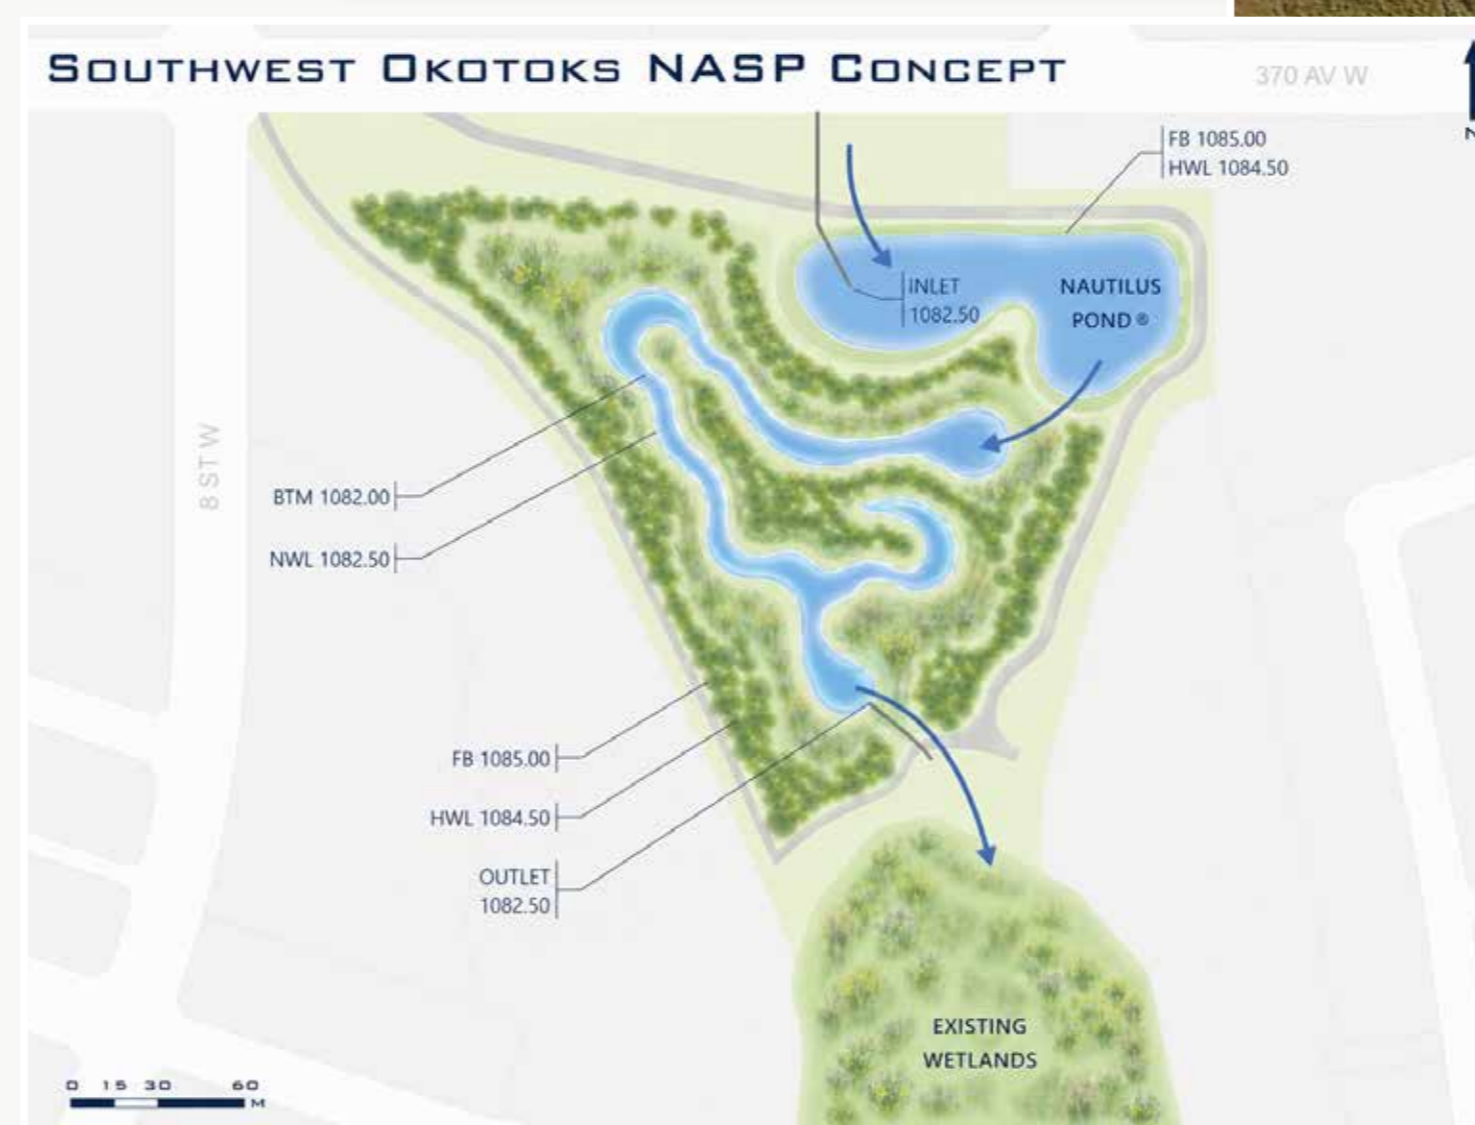 SOUTHWEST OKOTOKS NASP CONCEPT
370 AV W
N
FB 1085.00
HWL 1084.50
INLET
1082.50
NAUTILUS
POND ®
8 ST W
BTM 1082.00
NWL 1082.50
FB 1085.00
HWL 1084.50
OUTLET
1082.50
EXISTING
WETLANDS
0 15 30 60
M